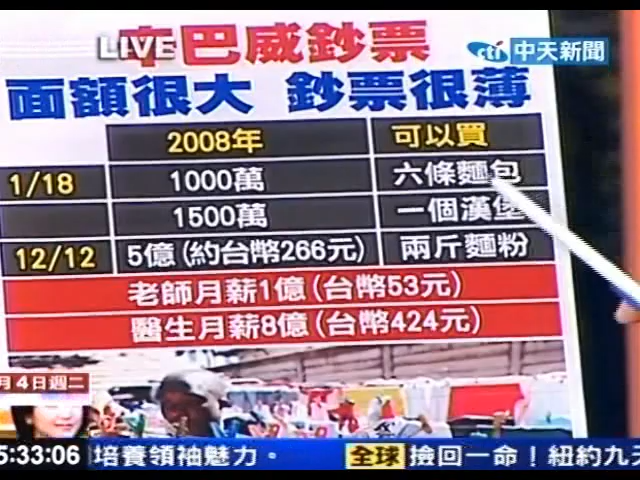 LIVE
辛巴威鈔票
cti 中天新聞
面額很大 鈔票很薄
2008年 可以買
1/18 1000萬 六條麵包
1500萬 一個漢堡
12/12 5億(約台幣266元) 兩斤麵粉
老師月薪1億(台幣53元)
醫生月薪8億(台幣424元)
月4日週二
5:33:06 培養領袖魅力。 全球 撿回一命!紐約九天